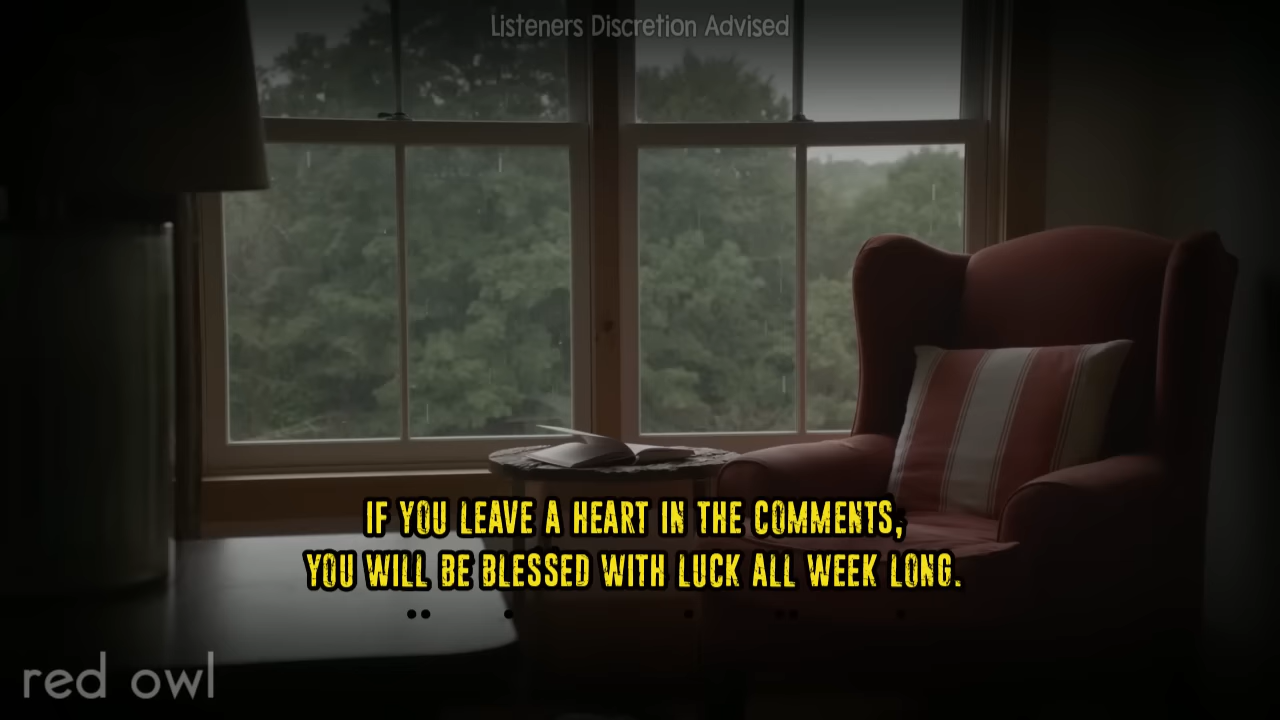 Listeners Discretion Advised
IF YOU LEAVE A HEART IN THE COMMENTS,
YOU WILL BE BLESSED WITH LUCK ALL WEEK LONG.
red owl